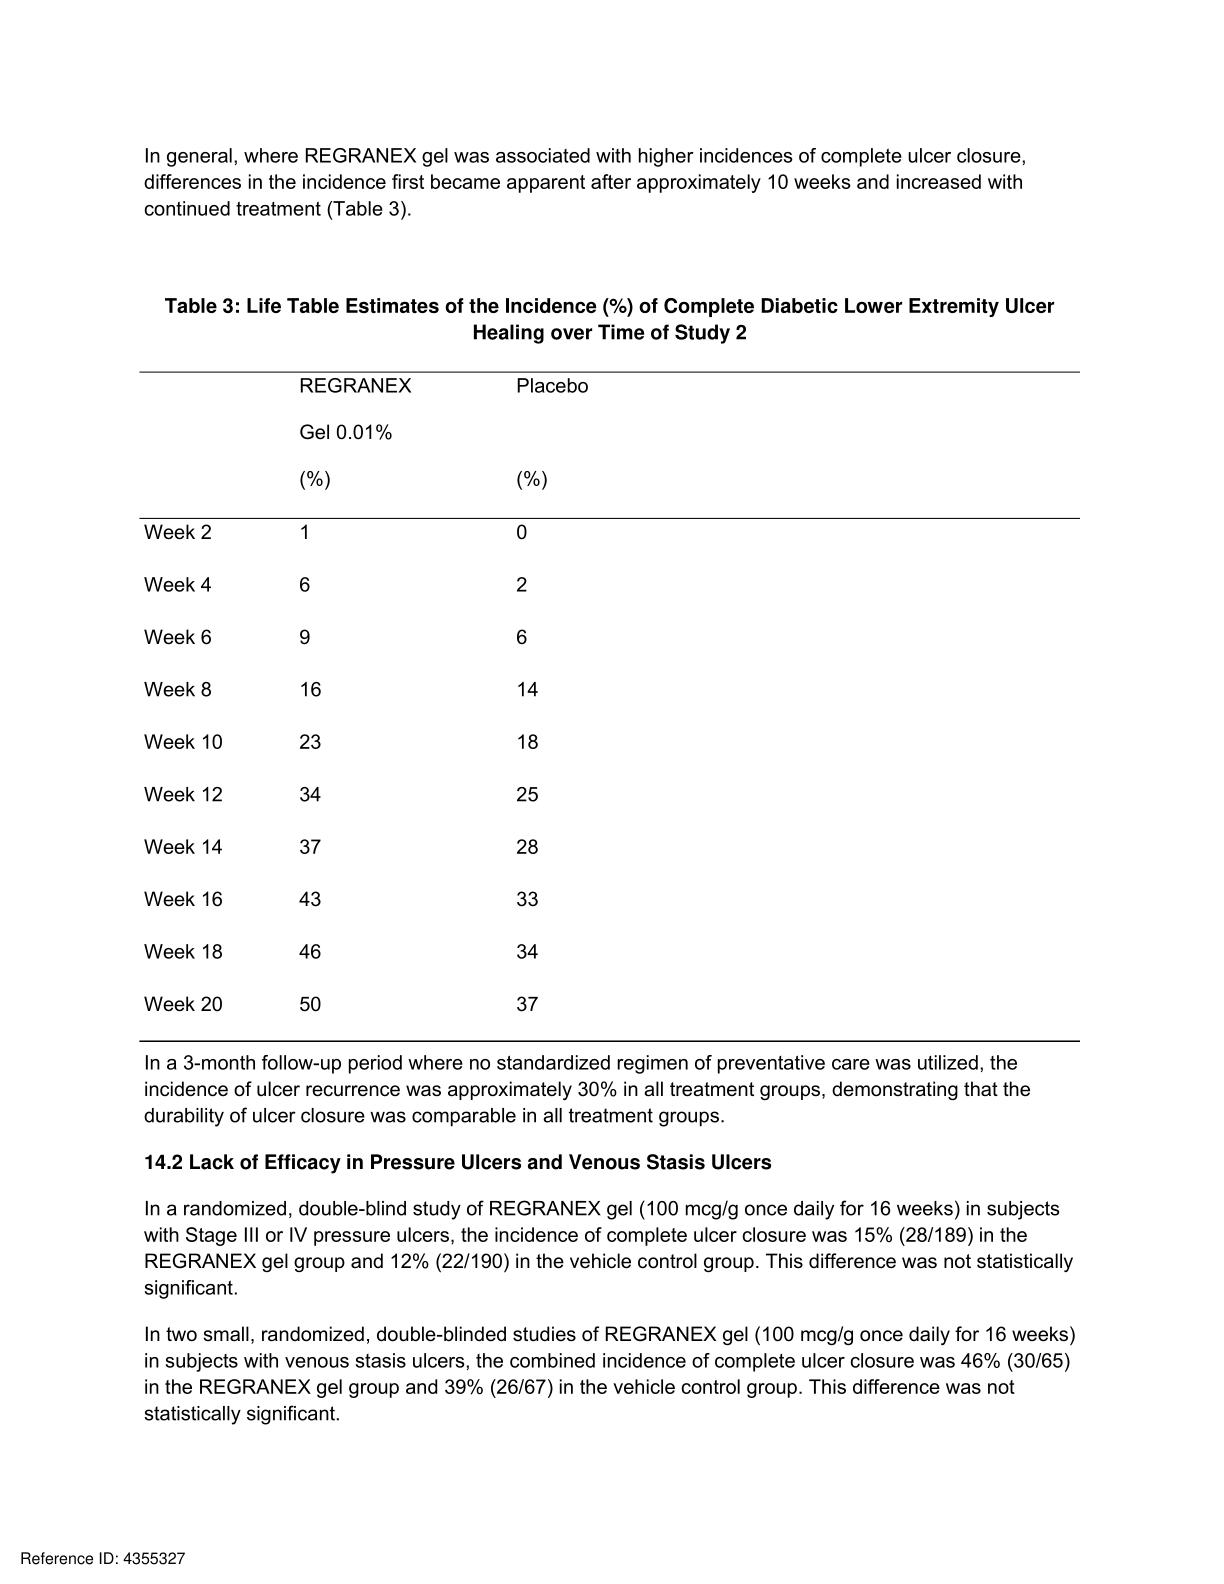 In general, where REGRANEX gel was associated with higher incidences of complete ulcer closure,
differences in the incidence first became apparent after approximately 10 weeks and increased with
continued treatment (Table 3).
Table 3: Life Table Estimates of the Incidence (%) of Complete Diabetic Lower Extremity Ulcer
Healing over Time of Study 2
REGRANEX Placebo
Gel 0.01%
(%) (%)
Week 2 1 0
Week 4 6 2
Week 6 9 6
Week 8 16 14
Week 10 23 18
Week 12 34 25
Week 14 37 28
Week 16 43 33
Week 18 46 34
Week 20 50 37
In a 3-month follow-up period where no standardized regimen of preventative care was utilized, the
incidence of ulcer recurrence was approximately 30% in all treatment groups, demonstrating that the
durability of ulcer closure was comparable in all treatment groups.
14.2 Lack of Efficacy in Pressure Ulcers and Venous Stasis Ulcers
In a randomized, double-blind study of REGRANEX gel (100 mcg/g once daily for 16 weeks) in subjects
with Stage III or IV pressure ulcers, the incidence of complete ulcer closure was 15% (28/189) in the
REGRANEX gel group and 12% (22/190) in the vehicle control group. This difference was not statistically
significant.
In two small, randomized, double-blinded studies of REGRANEX gel (100 mcg/g once daily for 16 weeks)
in subjects with venous stasis ulcers, the combined incidence of complete ulcer closure was 46% (30/65)
in the REGRANEX gel group and 39% (26/67) in the vehicle control group. This difference was not
statistically significant.
Reference ID: 4355327